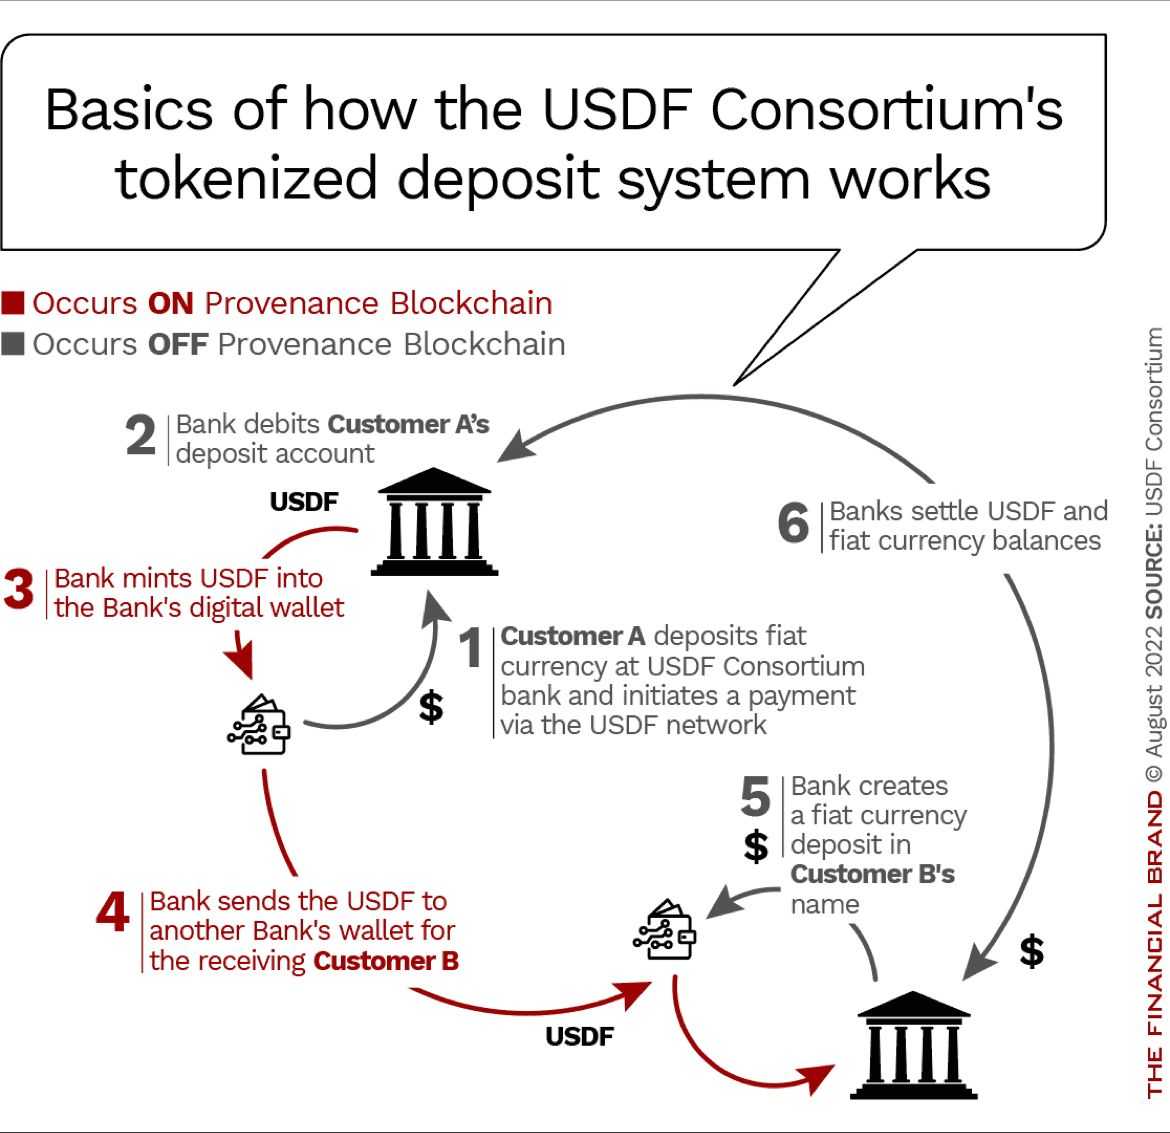 Basics of how the USDF Consortium's
tokenized deposit system works
Occurs ON Provenance Blockchain
Occurs OFF Provenance Blockchain
2
Bank debits Customer A’s
deposit account
USDF
3
Bank mints USDF into
the Bank's digital wallet
1
Customer A deposits fiat
currency at USDF Consortium
bank and initiates a payment
via the USDF network
$
6
Banks settle USDF and
fiat currency balances
4
Bank sends the USDF to
another Bank's wallet for
the receiving Customer B
USDF
5
$
Bank creates
a fiat currency
deposit in
Customer B's
name
$
THE FINANCIAL BRAND © August 2022 SOURCE: USDF Consortium